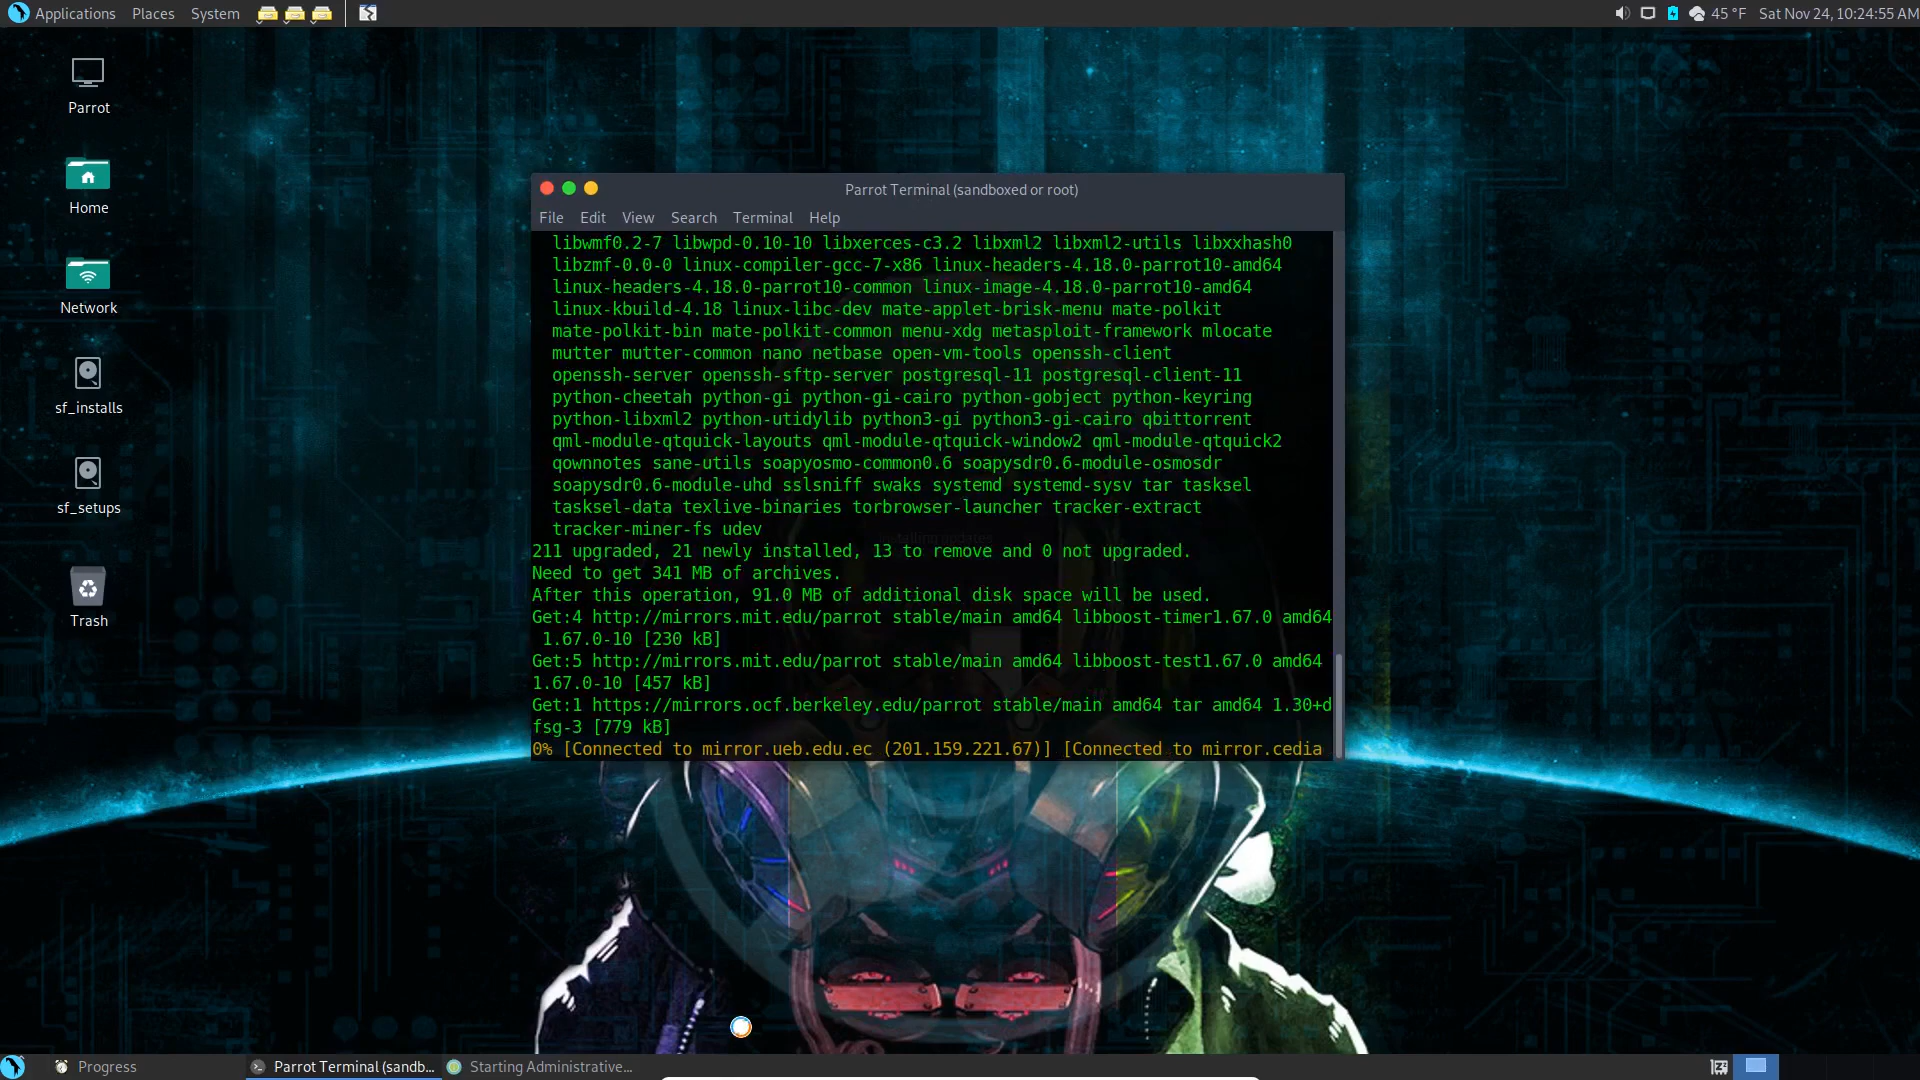 Applications Places System 45 °F Sat Nov 24, 10:24:55 AM
Parrot
Home
Network
sf_installs
sf_setups
Trash
Parrot Terminal (sandboxed or root)
File Edit View Search Terminal Help
libwmf0.2-7 libwpd-0.10-10 libxerces-c3.2 libxml2 libxml2-utils libxxhash0
libzmf-0.0-0 linux-compiler-gcc-7-x86 linux-headers-4.18.0-parrot10-amd64
linux-headers-4.18.0-parrot10-common linux-image-4.18.0-parrot10-amd64
linux-kbuild-4.18 linux-libc-dev mate-applet-brisk-menu mate-polkit
mate-polkit-bin mate-polkit-common menu-xdg metasploit-framework mlocate
mutter mutter-common nano netbase open-vm-tools openssh-client
openssh-server openssh-sftp-server postgresql-11 postgresql-client-11
python-cheetah python-gi python-gi-cairo python-gobject python-keyring
python-libxml2 python-utidylib python3-gi python3-gi-cairo qbittorrent
qml-module-qtquick-layouts qml-module-qtquick-window2 qml-module-qtquick2
qownnotes sane-utils soapyosmo-common0.6 soapysdr0.6-module-osmosdr
soapysdr0.6-module-uhd sslsniff swaks systemd systemd-sysv tar tasksel
tasksel-data texlive-binaries torbrowser-launcher tracker-extract
tracker-miner-fs udev
211 upgraded, 21 newly installed, 13 to remove and 0 not upgraded.
Need to get 341 MB of archives.
After this operation, 91.0 MB of additional disk space will be used.
Get:4 http://mirrors.mit.edu/parrot stable/main amd64 libboost-timer1.67.0 amd64
1.67.0-10 [230 kB]
Get:5 http://mirrors.mit.edu/parrot stable/main amd64 libboost-test1.67.0 amd64
1.67.0-10 [457 kB]
Get:1 https://mirrors.ocf.berkeley.edu/parrot stable/main amd64 tar amd64 1.30+d
fsg-3 [779 kB]
0% [Connected to mirror.ueb.edu.ec (201.159.221.67)] [Connected to mirror.cedia
Progress Parrot Terminal (sandb... Starting Administrative...